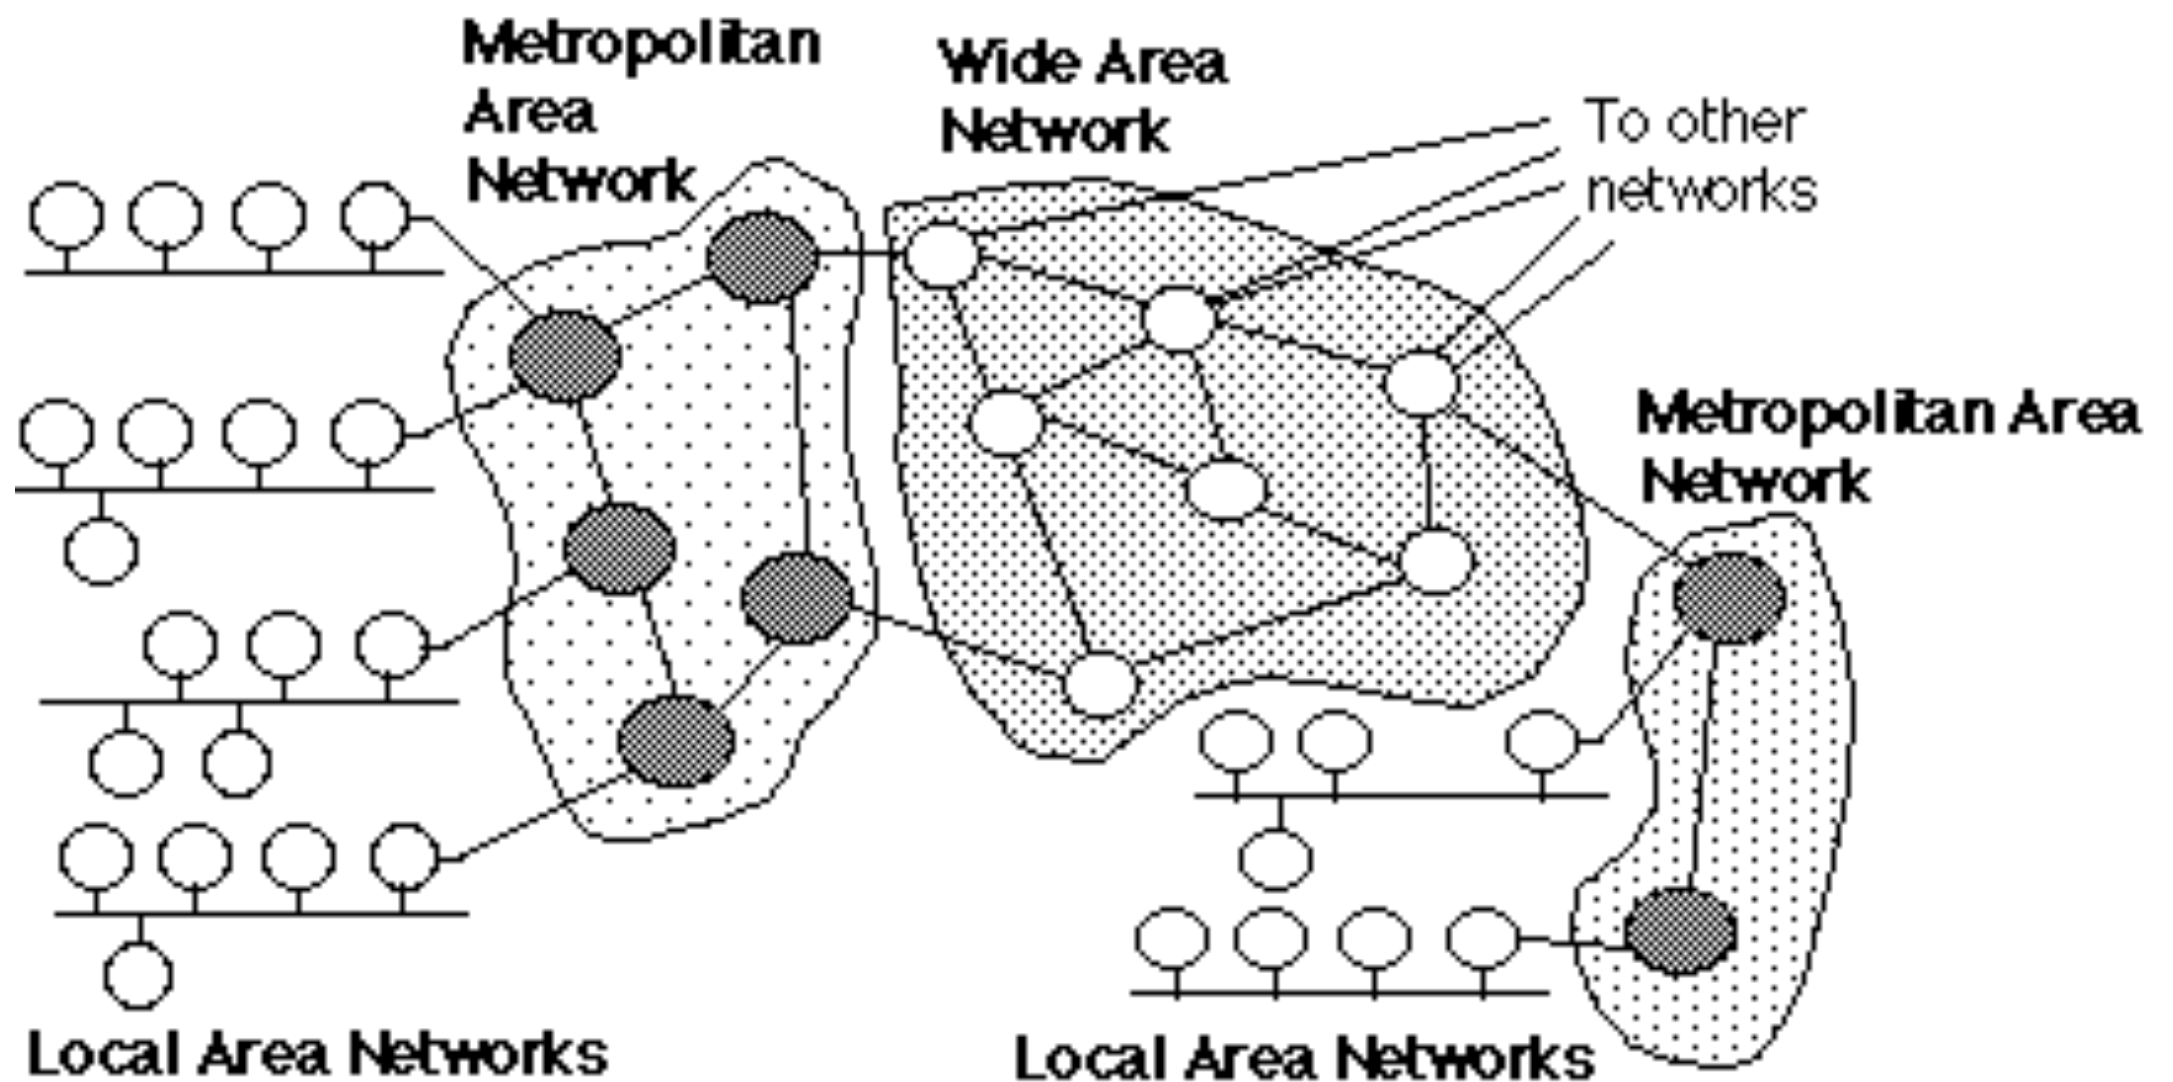 Metropolitan
Area
Network
Wide Area
Network
To other
networks
Metropolitan Area
Network
Local Area Networks
Local Area Networks